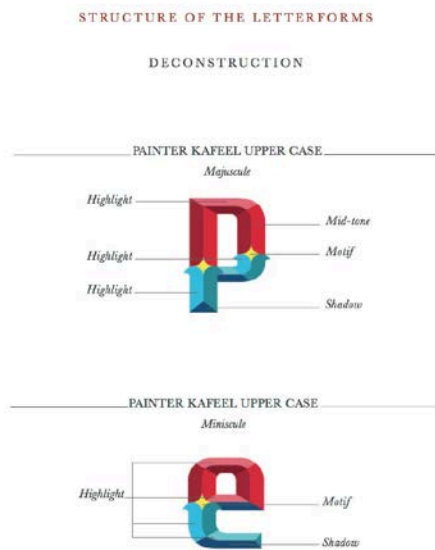 STRUCTURE OF THE LETTERFORMS
DECONSTRUCTION
PAINTER KAFEEL UPPER CASE
Majuscule
Highlight
Mid-tone
Motif
Highlight
Highlight
Shadow
P
PAINTER KAFEEL UPPER CASE
Miniscule
Highlight
Motif
Shadow
e